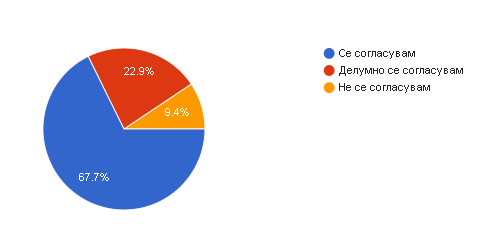 Се согласувам
Делумно се согласувам
Не се согласувам
22.9%
9.4%
67.7%